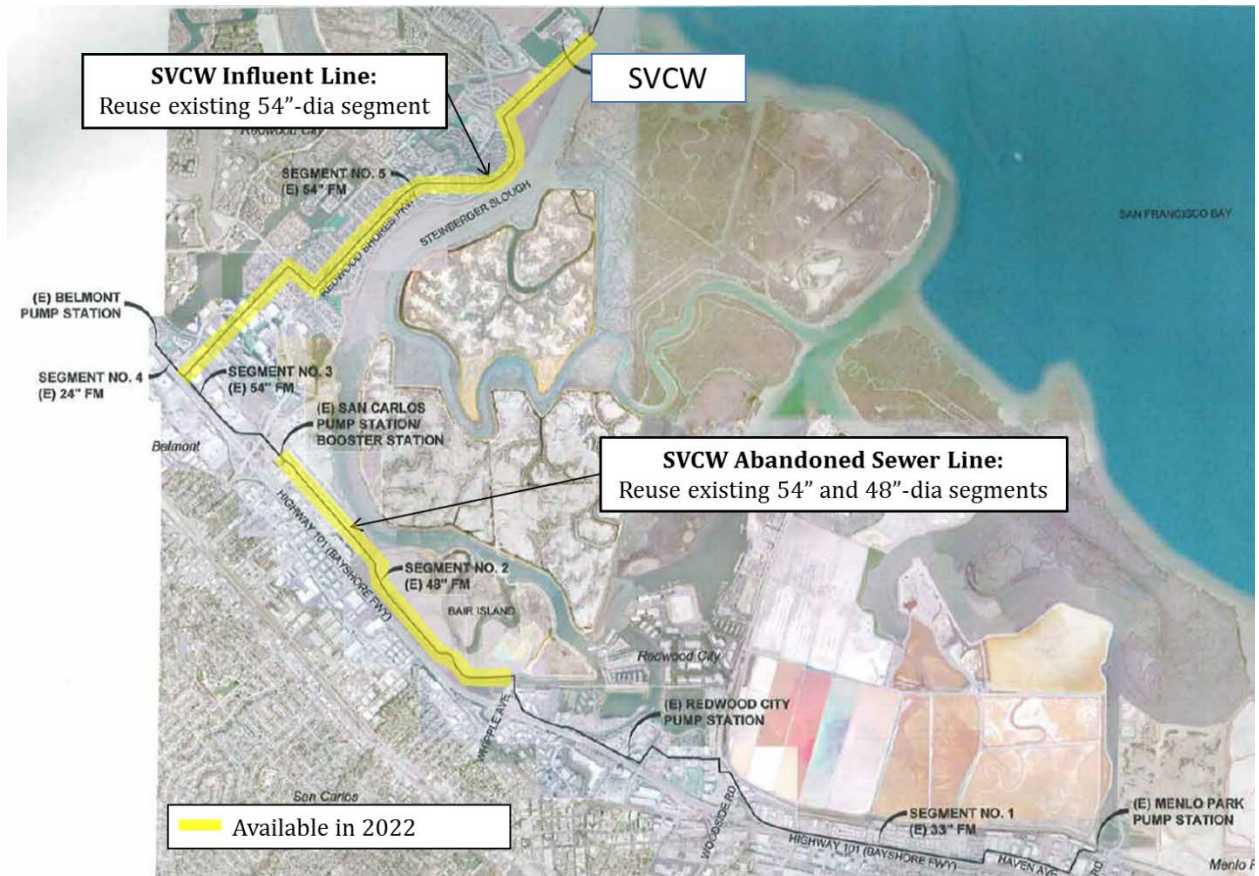 SVCW Influent Line:
Reuse existing 54”-dia segment
SVCW
Redwood City
SEGMENT NO. 5
(E) 54" FM
REDWOOD SHORES PKWY
STEINBERGER SLOUGH
SAN FRANCISCO BAY
(E) BELMONT
PUMP STATION
SEGMENT NO. 4
(E) 24" FM
SEGMENT NO. 3
(E) 54" FM
(E) SAN CARLOS
PUMP STATION/
BOOSTER STATION
Belmont
SVCW Abandoned Sewer Line:
Reuse existing 54” and 48”-dia segments
HIGHWAY 101 (BAYSHORE FWY)
SEGMENT NO. 2
(E) 48" FM
BAIR ISLAND
Redwood City
(E) REDWOOD CITY
PUMP STATION
WHIPPLE AVE
San Carlos
Available in 2022
WOODSIDE RD
SEGMENT NO. 1
(E) 33" FM
(E) MENLO PARK
PUMP STATION
HIGHWAY 101 (BAYSHORE FWY)
HAVEN AVE
RD
Menlo P